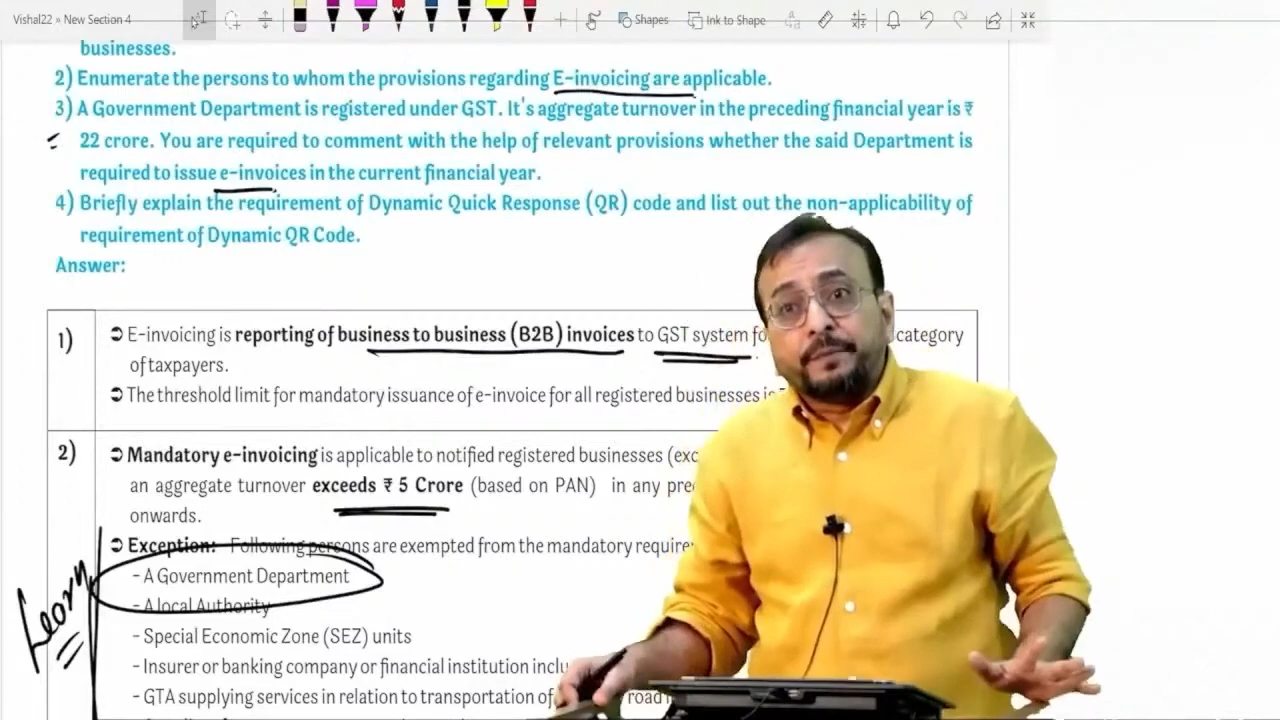 Vishal22 » New Section 4
Shapes
Ink to Shape
businesses.
2) Enumerate the persons to whom the provisions regarding E-invoicing are applicable.
3) A Government Department is registered under GST. It's aggregate turnover in the preceding financial year is ₹
22 crore. You are required to comment with the help of relevant provisions whether the said Department is
required to issue e-invoices in the current financial year.
4) Briefly explain the requirement of Dynamic Quick Response (QR) code and list out the non-applicability of
requirement of Dynamic QR Code.
Answer:
1) ➲ E-invoicing is reporting of business to business (B2B) invoices to GST system category
of taxpayers.
➲ The threshold limit for mandatory issuance of e-invoice for all registered businesses
2) ➲ Mandatory e-invoicing is applicable to notified registered businesses
an aggregate turnover exceeds ₹ 5 Crore (based on PAN) in any
onwards.
➲ Exception: Following persons are exempted from the mandatory
- A Government Department
- A local Authority
- Special Economic Zone (SEZ) units
- Insurer or banking company or financial institution
- GTA supplying services in relation to transportation of road